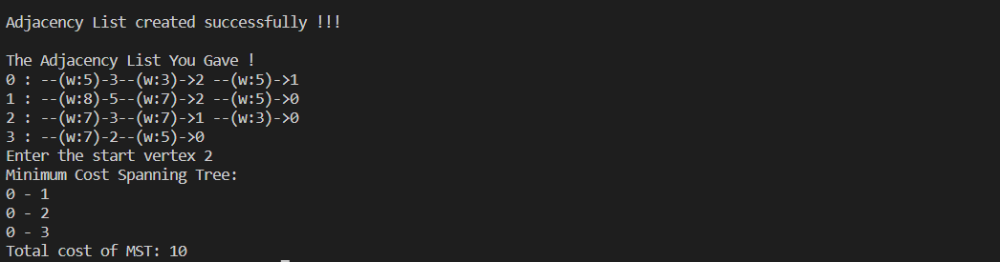 Adjacency List created successfully !!!
The Adjacency List You Gave !
0 : --(w:5)-3--(w:3)->2 --(w:5)->1
1 : --(w:8)-5--(w:7)->2 --(w:5)->0
2 : --(w:7)-3--(w:7)->1 --(w:3)->0
3 : --(w:7)-2--(w:5)->0
Enter the start vertex 2
Minimum Cost Spanning Tree:
0 - 1
0 - 2
0 - 3
Total cost of MST: 10